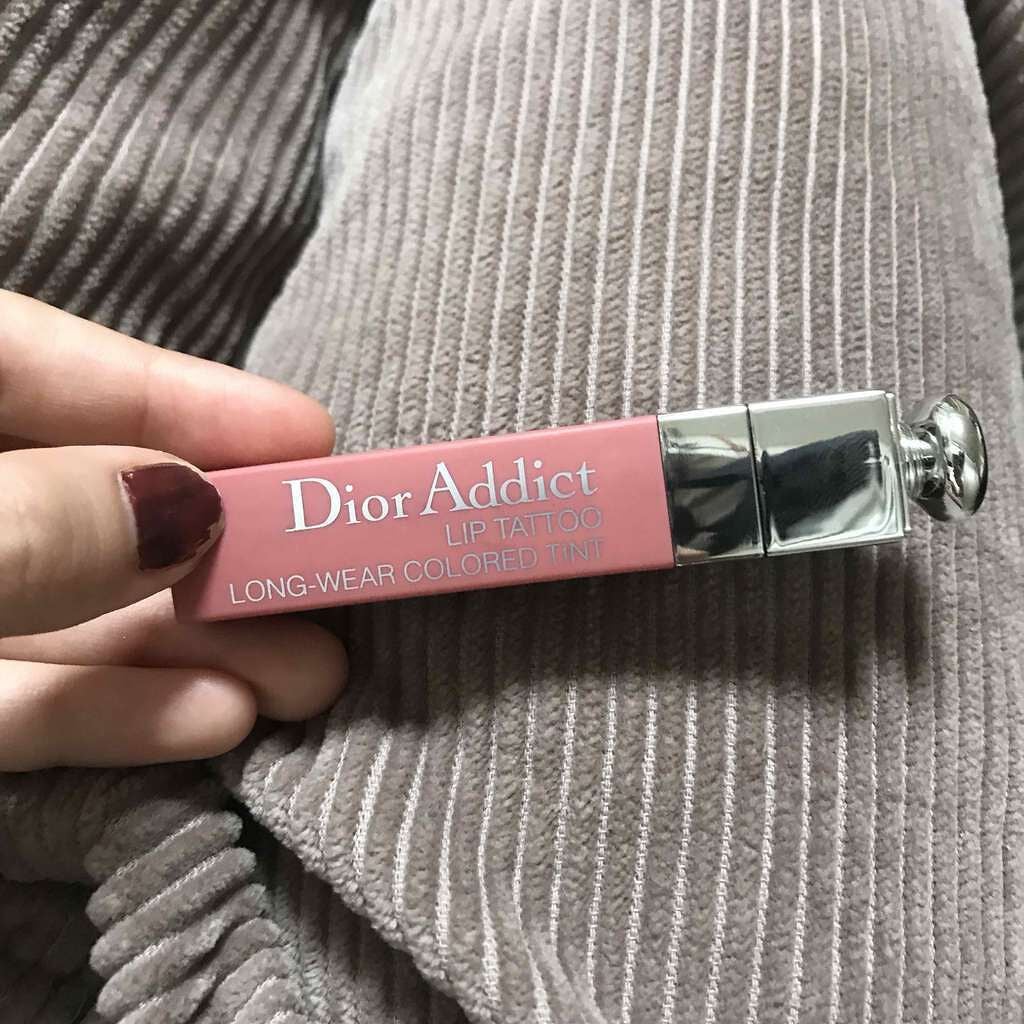 Dior Addict
LIP TATTOO
LONG-WEAR COLORED TINT